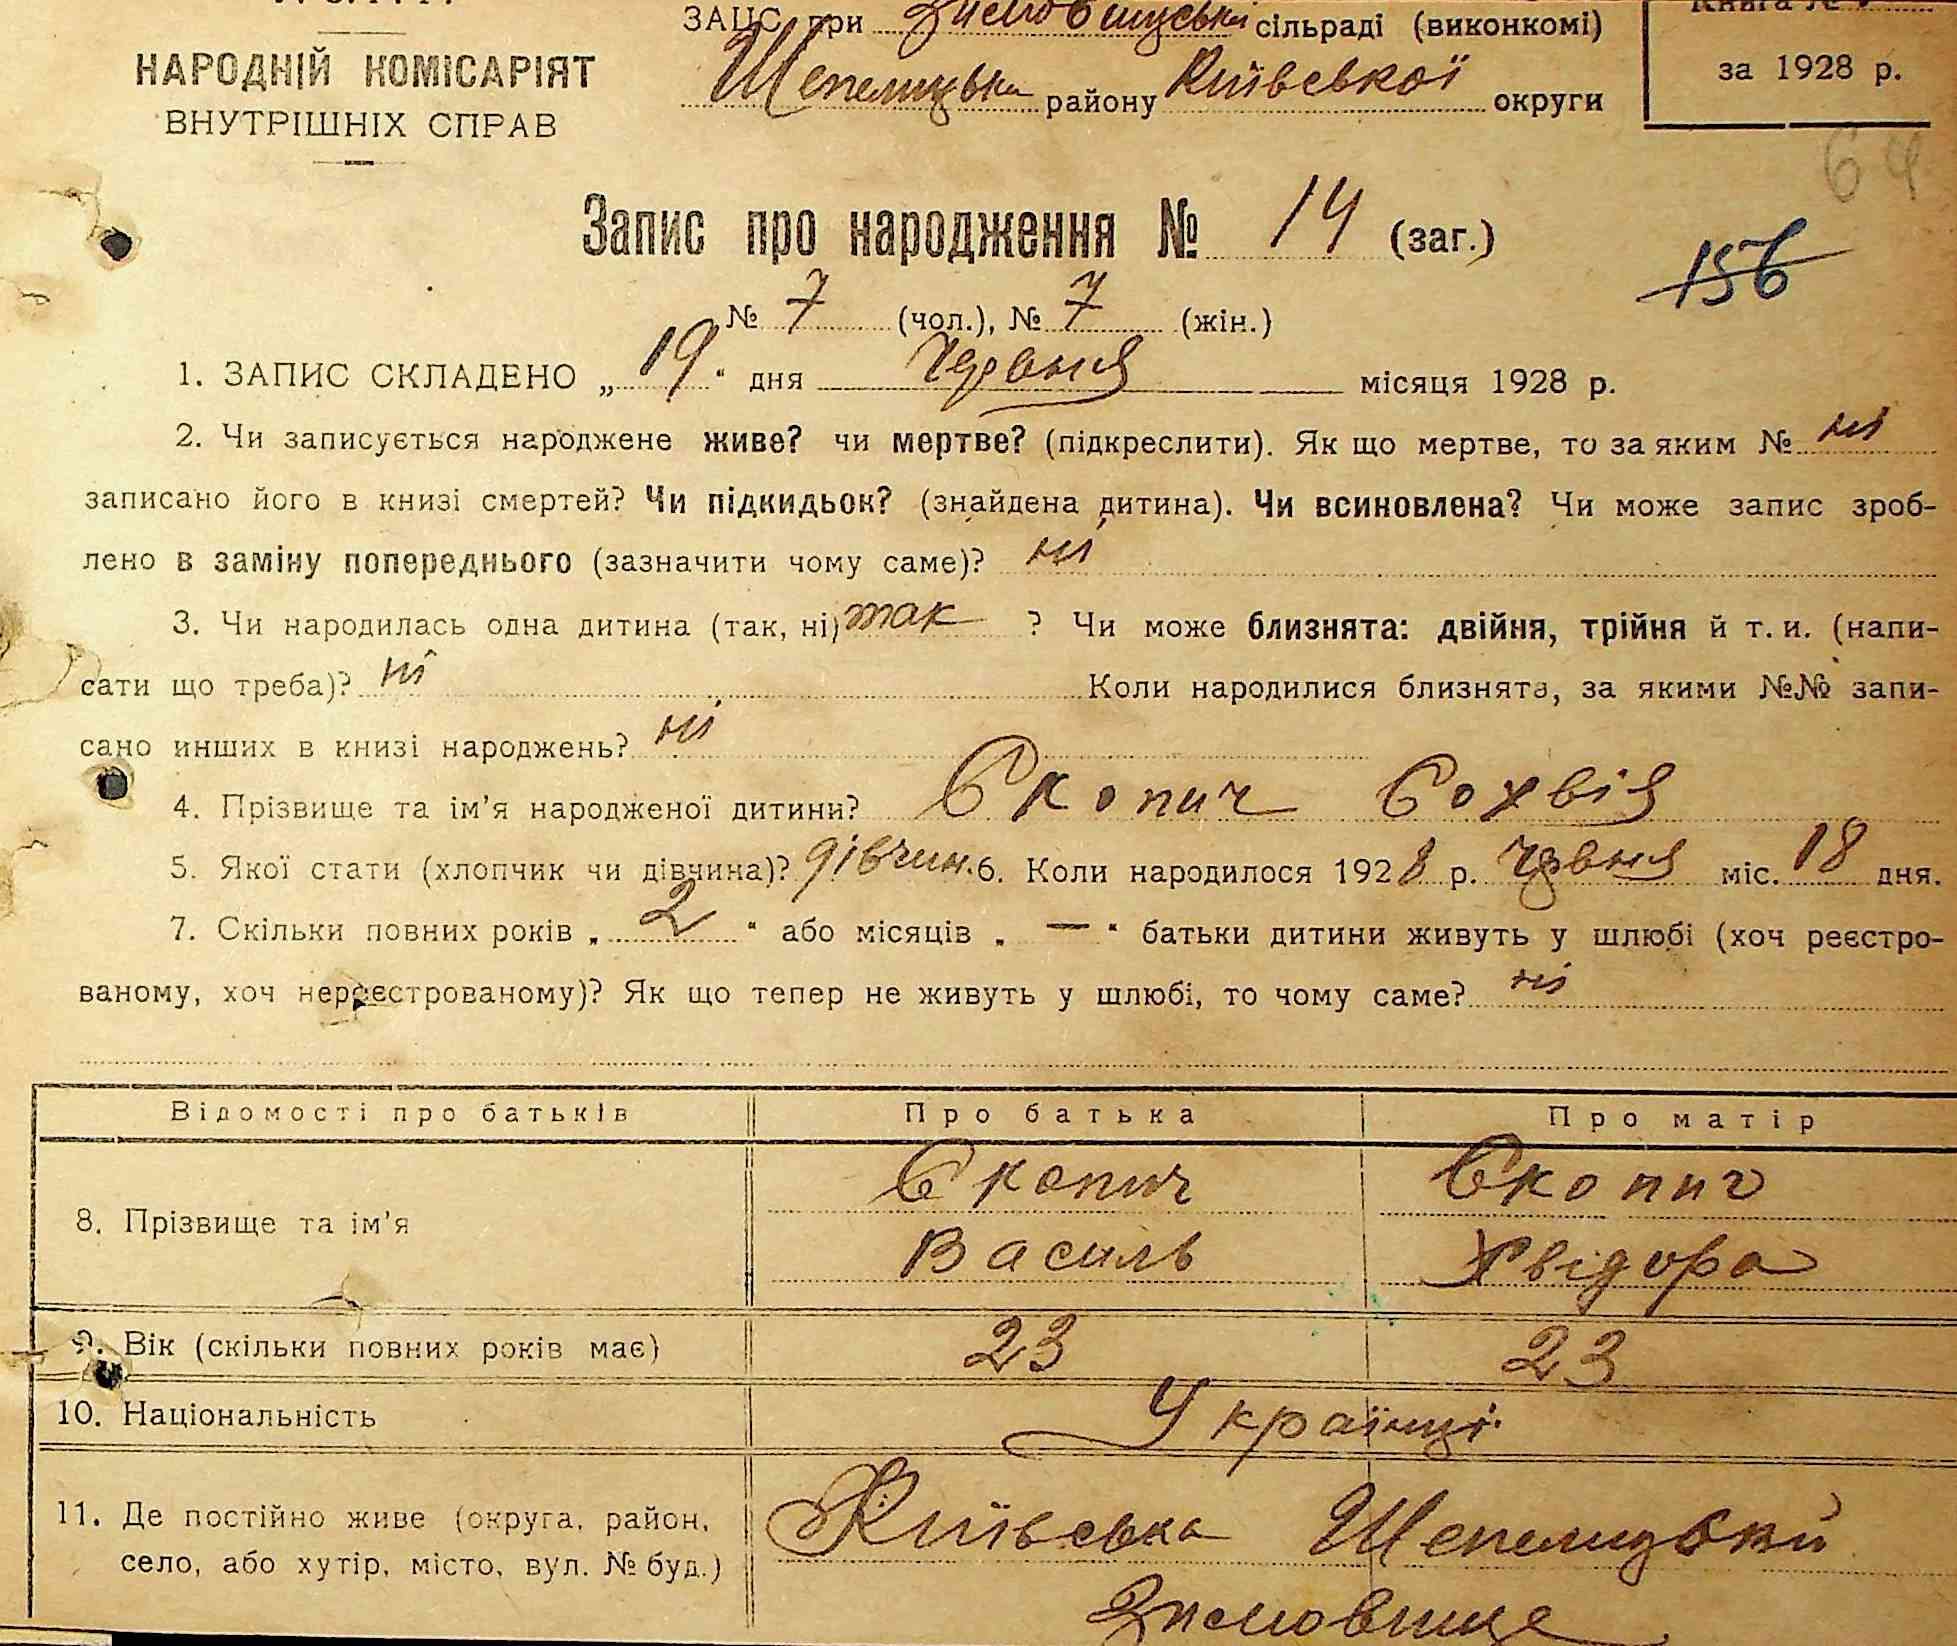 ЗАЦС при Зимовищуській сільраді (виконкомі)
НАРОДНІЙ КОМІСАРІЯТ
ВНУТРІШНІХ СПРАВ
Шепелицька району Київської округи
за 1928 р.
64
Запис про народження № 14 (заг.)
156
№ 7 (чол.), № 7 (жін.)
1. ЗАПИС СКЛАДЕНО „ 19 “ дня Червня місяця 1928 р.
2. Чи записується народжене живе? чи мертве? (підкреслити). Як що мертве, то за яким № ні
записано його в книзі смертей? Чи підкидьок? (знайдена дитина). Чи всиновлена? Чи може запис зроб-
лено в заміну попереднього (зазначити чому саме)? ні
3. Чи народилась одна дитина (так, ні) так ? Чи може близнята: двійня, трійня й т. и. (напи-
сати що треба)? ні Коли народилися близнята, за якими №№ запи-
сано инших в книзі народжень? ні
4. Прізвище та ім'я народженої дитини? Скопич Сохвія
5. Якої стати (хлопчик чи дівчина)? дівчин. 6. Коли народилося 1928 р. Червня міс. 18 дня.
7. Скільки повних років „ 2 “ або місяців „ — “ батьки дитини живуть у шлюбі (хоч реєстро-
ваному, хоч нереєстрованому)? Як що тепер не живуть у шлюбі, то чому саме? ні
Відомості про батьків Про батька Про матір
8. Прізвище та ім'я
Скопич Скопич
Василь Хвідора
9. Вік (скільки повних років має) 23 23
10. Національність Українці
11. Де постійно живе (округа, район,
село, або хутір, місто, вул. № буд.)
Київська Шепелицький
Зимовище